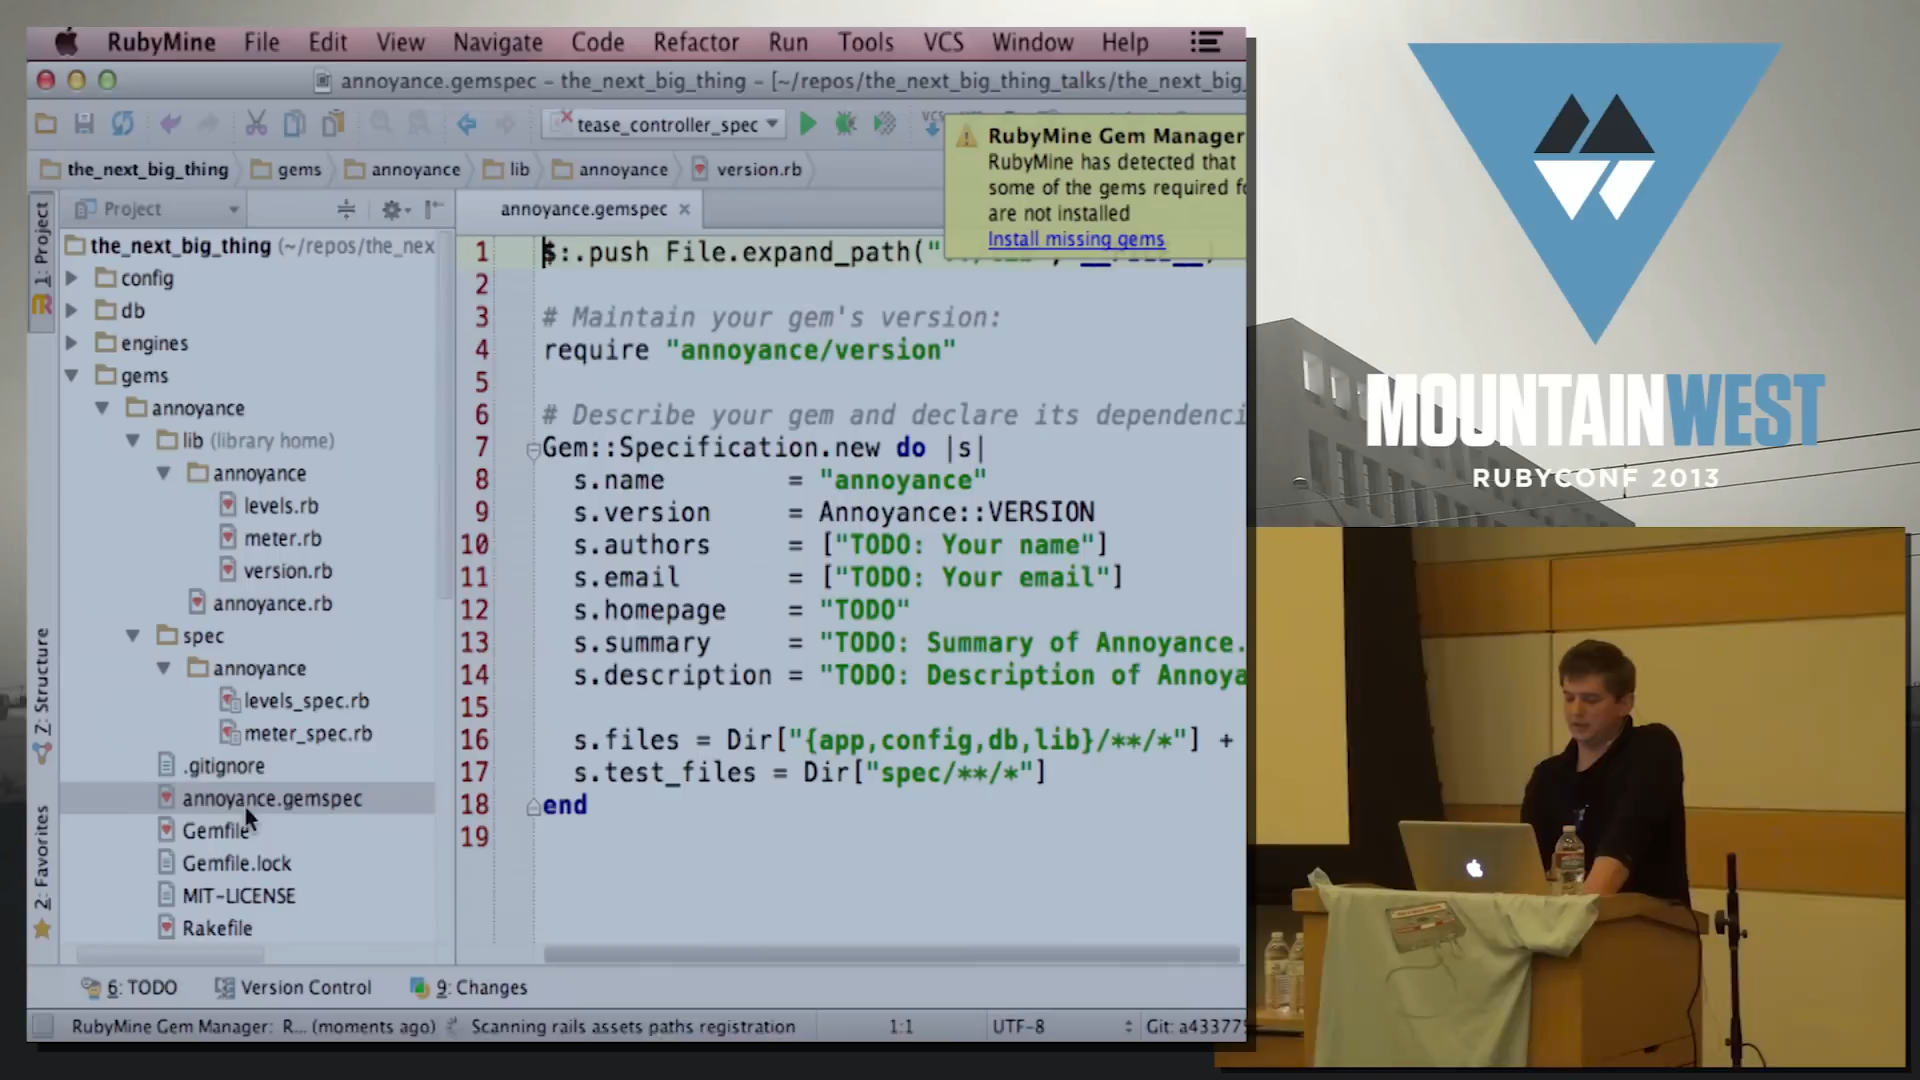 RubyMine File Edit View Navigate Code Refactor Run Tools VCS Window Help
annoyance.gemspec – the_next_big_thing – [~/repos/the_next_big_thing_talks/the_next_big_
tease_controller_spec
VCS
the_next_big_thing gems annoyance lib annoyance version.rb
RubyMine Gem Manager
RubyMine has detected that
some of the gems required fo
are not installed
Install missing gems
1: Project
Project
annoyance.gemspec
the_next_big_thing (~/repos/the_nex
config
db
engines
gems
annoyance
lib (library home)
annoyance
levels.rb
meter.rb
version.rb
annoyance.rb
spec
annoyance
levels_spec.rb
meter_spec.rb
.gitignore
annoyance.gemspec
Gemfile
Gemfile.lock
MIT-LICENSE
Rakefile
7: Structure
2: Favorites
1 $:.push File.expand_path("
2
3 # Maintain your gem's version:
4 require "annoyance/version"
5
6 # Describe your gem and declare its dependenci
7 Gem::Specification.new do |s|
8 s.name = "annoyance"
9 s.version = Annoyance::VERSION
10 s.authors = ["TODO: Your name"]
11 s.email = ["TODO: Your email"]
12 s.homepage = "TODO"
13 s.summary = "TODO: Summary of Annoyance.
14 s.description = "TODO: Description of Annoya
15
16 s.files = Dir["{app,config,db,lib}/**/*"] +
17 s.test_files = Dir["spec/**/*"]
18 end
19
6: TODO Version Control 9: Changes
RubyMine Gem Manager: R... (moments ago) Scanning rails assets paths registration 1:1 UTF-8 Git: a43377
MOUNTAINWEST
RUBYCONF 2013